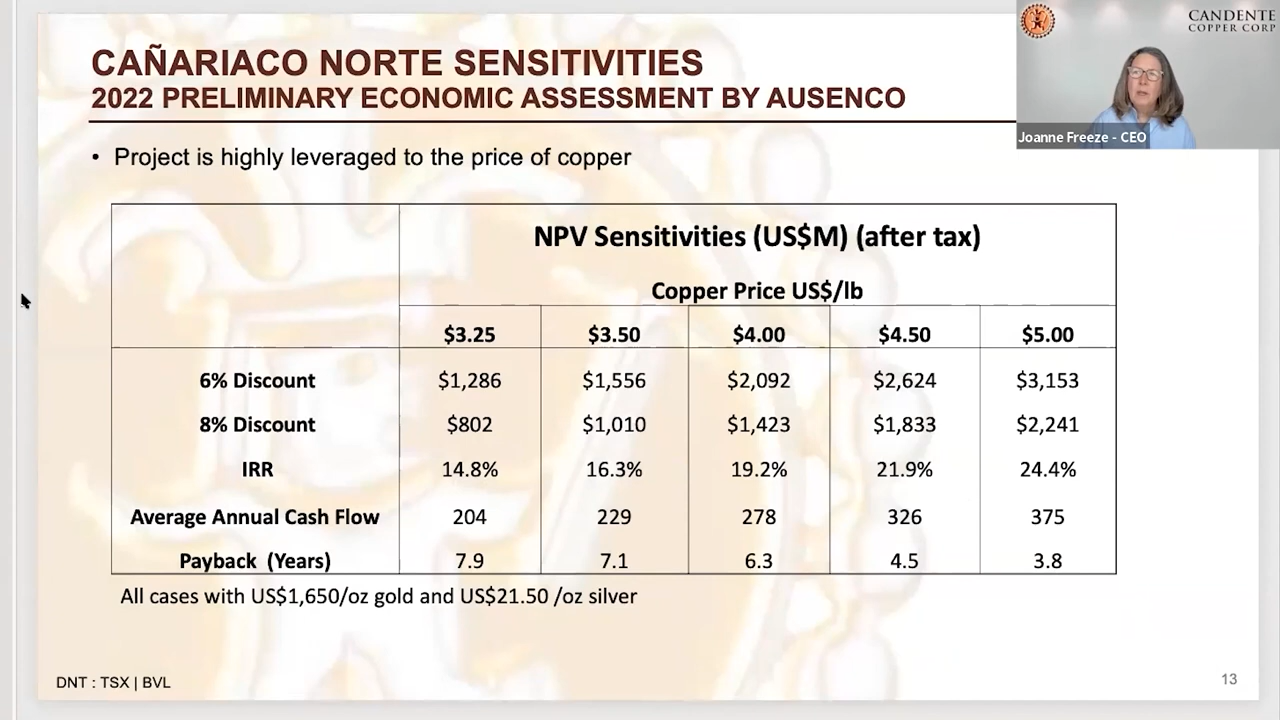 CAÑARIACO NORTE SENSITIVITIES
2022 PRELIMINARY ECONOMIC ASSESSMENT BY AUSENCO
CANDENTE
COPPER CORP
Joanne Freeze - CEO
• Project is highly leveraged to the price of copper
NPV Sensitivities (US$M) (after tax)
Copper Price US$/lb
$3.25 $3.50 $4.00 $4.50 $5.00
6% Discount $1,286 $1,556 $2,092 $2,624 $3,153
8% Discount $802 $1,010 $1,423 $1,833 $2,241
IRR 14.8% 16.3% 19.2% 21.9% 24.4%
Average Annual Cash Flow 204 229 278 326 375
Payback (Years) 7.9 7.1 6.3 4.5 3.8
All cases with US$1,650/oz gold and US$21.50 /oz silver
DNT : TSX | BVL
13